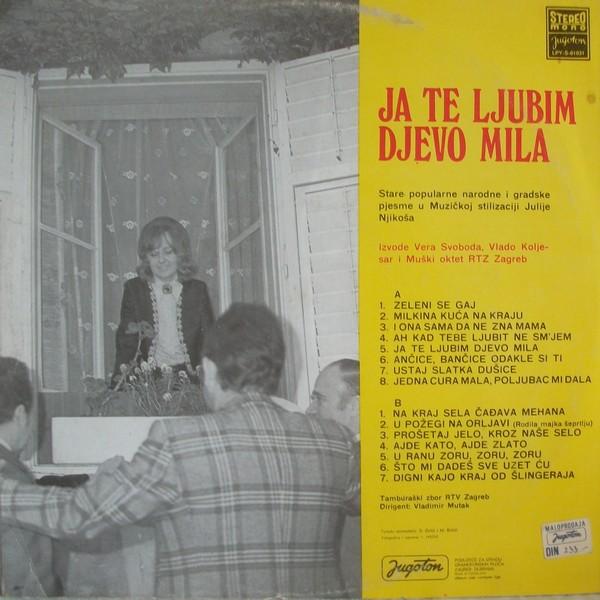 STEREO
mono
Jugoton
LPY-S-61031
JA TE LJUBIM
DJEVO MILA
Stare popularne narodne i gradske
pjesme u Muzičkoj stilizaciji Julije
Njikoša
Izvode Vera Svoboda, Vlado Kolje-
sar i Muški oktet RTZ Zagreb
A
1. ZELENI SE GAJ
2. MILKINA KUĆA NA KRAJU
3. I ONA SAMA DA NE ZNA MAMA
4. AH KAD TEBE LJUBIT NE SM'JEM
5. JA TE LJUBIM DJEVO MILA
6. ANČICE, BANČICE ODAKLE SI TI
7. USTAJ SLATKA DUŠICE
8. JEDNA CURA MALA, POLJUBAC MI DALA
B
1. NA KRAJ SELA ČAĐAVA MEHANA
2. U POŽEGI NA ORLJAVI (Rodila majka šeprtlju)
3. PROŠETAJ JELO, KROZ NAŠE SELO
4. AJDE KATO, AJDE ZLATO
5. U RANU ZORU, ZORU, ZORU
6. ŠTO MI DADEŠ SVE UZET ĆU
7. DIGNI KAJO KRAJ OD ŠLINGERAJA
Tamburaški zbor RTV Zagreb
Dirigent: Vladimir Mutak
MALOPRODAJA
Jugoton
DIN 233
Jugoton